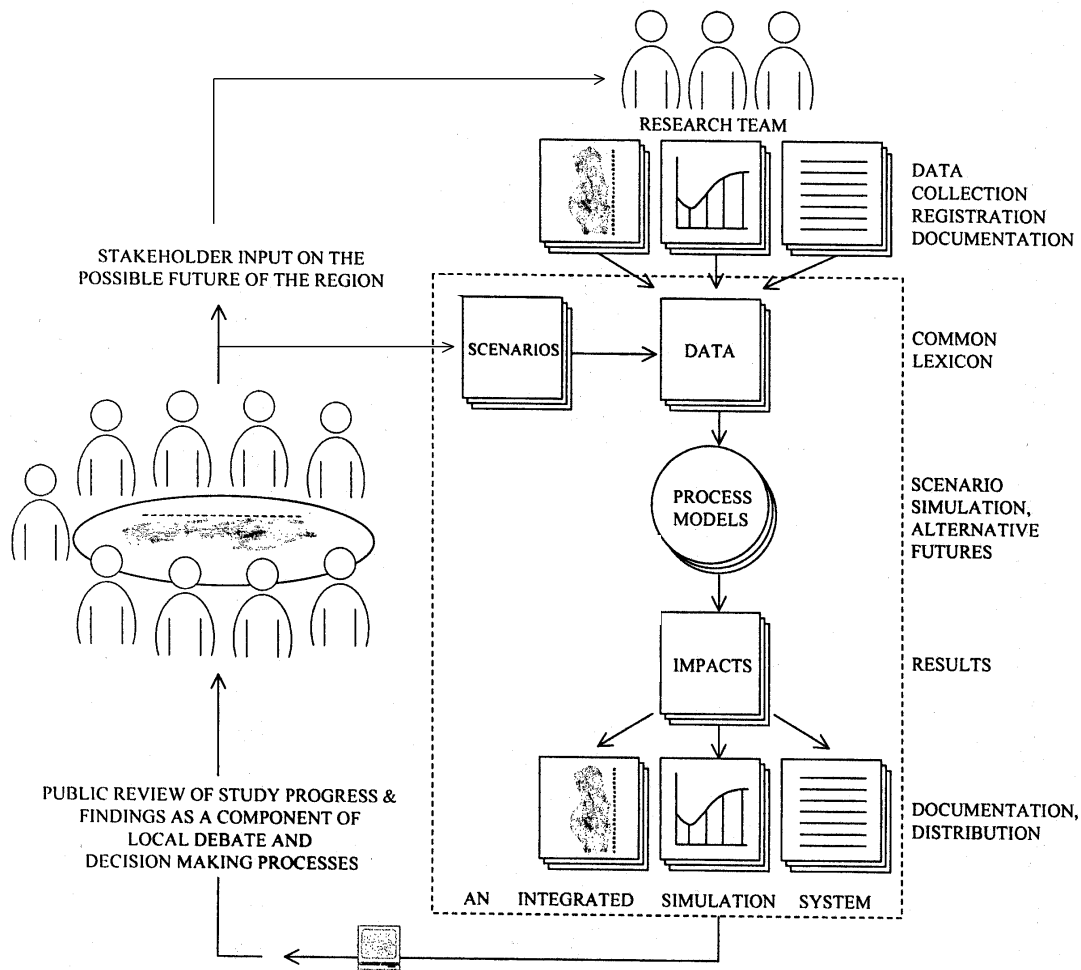 RESEARCH TEAM
DATA
COLLECTION
REGISTRATION
DOCUMENTATION
STAKEHOLDER INPUT ON THE
POSSIBLE FUTURE OF THE REGION
SCENARIOS
DATA
COMMON
LEXICON
PROCESS
MODELS
SCENARIO
SIMULATION,
ALTERNATIVE
FUTURES
IMPACTS
RESULTS
PUBLIC REVIEW OF STUDY PROGRESS &
FINDINGS AS A COMPONENT OF
LOCAL DEBATE AND
DECISION MAKING PROCESSES
DOCUMENTATION,
DISTRIBUTION
AN INTEGRATED SIMULATION SYSTEM